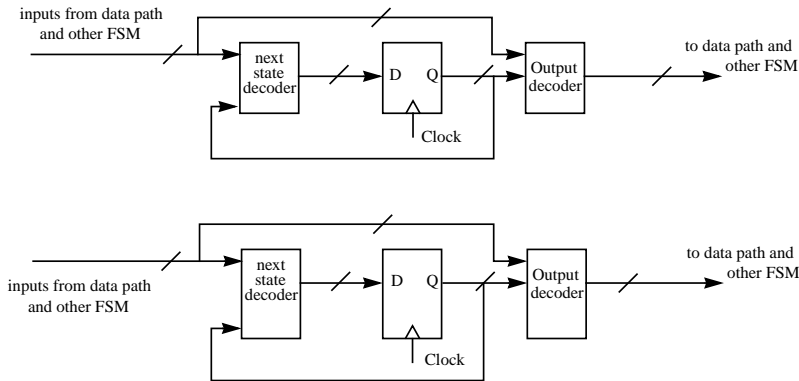 inputs from data path
and other FSM
next
state
decoder
D
Q
Clock
Output
decoder
to data path and
other FSM
inputs from data path
and other FSM
next
state
decoder
D
Q
Clock
Output
decoder
to data path and
other FSM